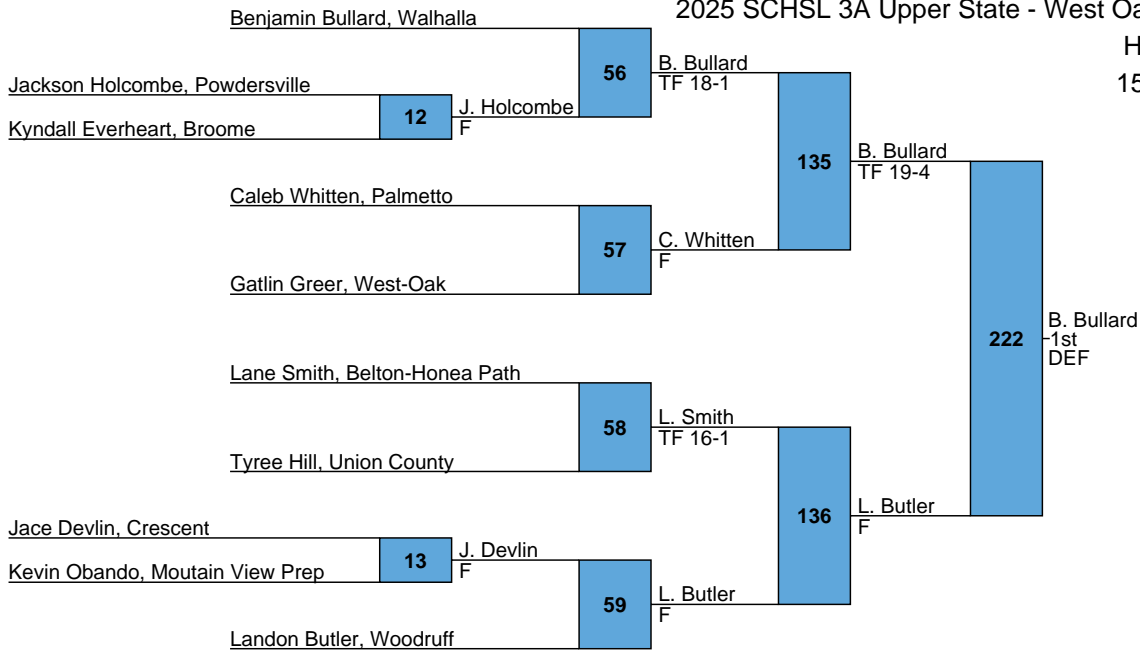 2025 SCHSL 3A Upper State - West Oa
H
15
Benjamin Bullard, Walhalla
Jackson Holcombe, Powdersville
Kyndall Everheart, Broome
12
J. Holcombe
F
56
B. Bullard
TF 18-1
Caleb Whitten, Palmetto
Gatlin Greer, West-Oak
57
C. Whitten
F
135
B. Bullard
TF 19-4
Lane Smith, Belton-Honea Path
Tyree Hill, Union County
58
L. Smith
TF 16-1
Jace Devlin, Crescent
Kevin Obando, Moutain View Prep
13
J. Devlin
F
Landon Butler, Woodruff
59
L. Butler
F
136
L. Butler
F
222
B. Bullard
1st
DEF